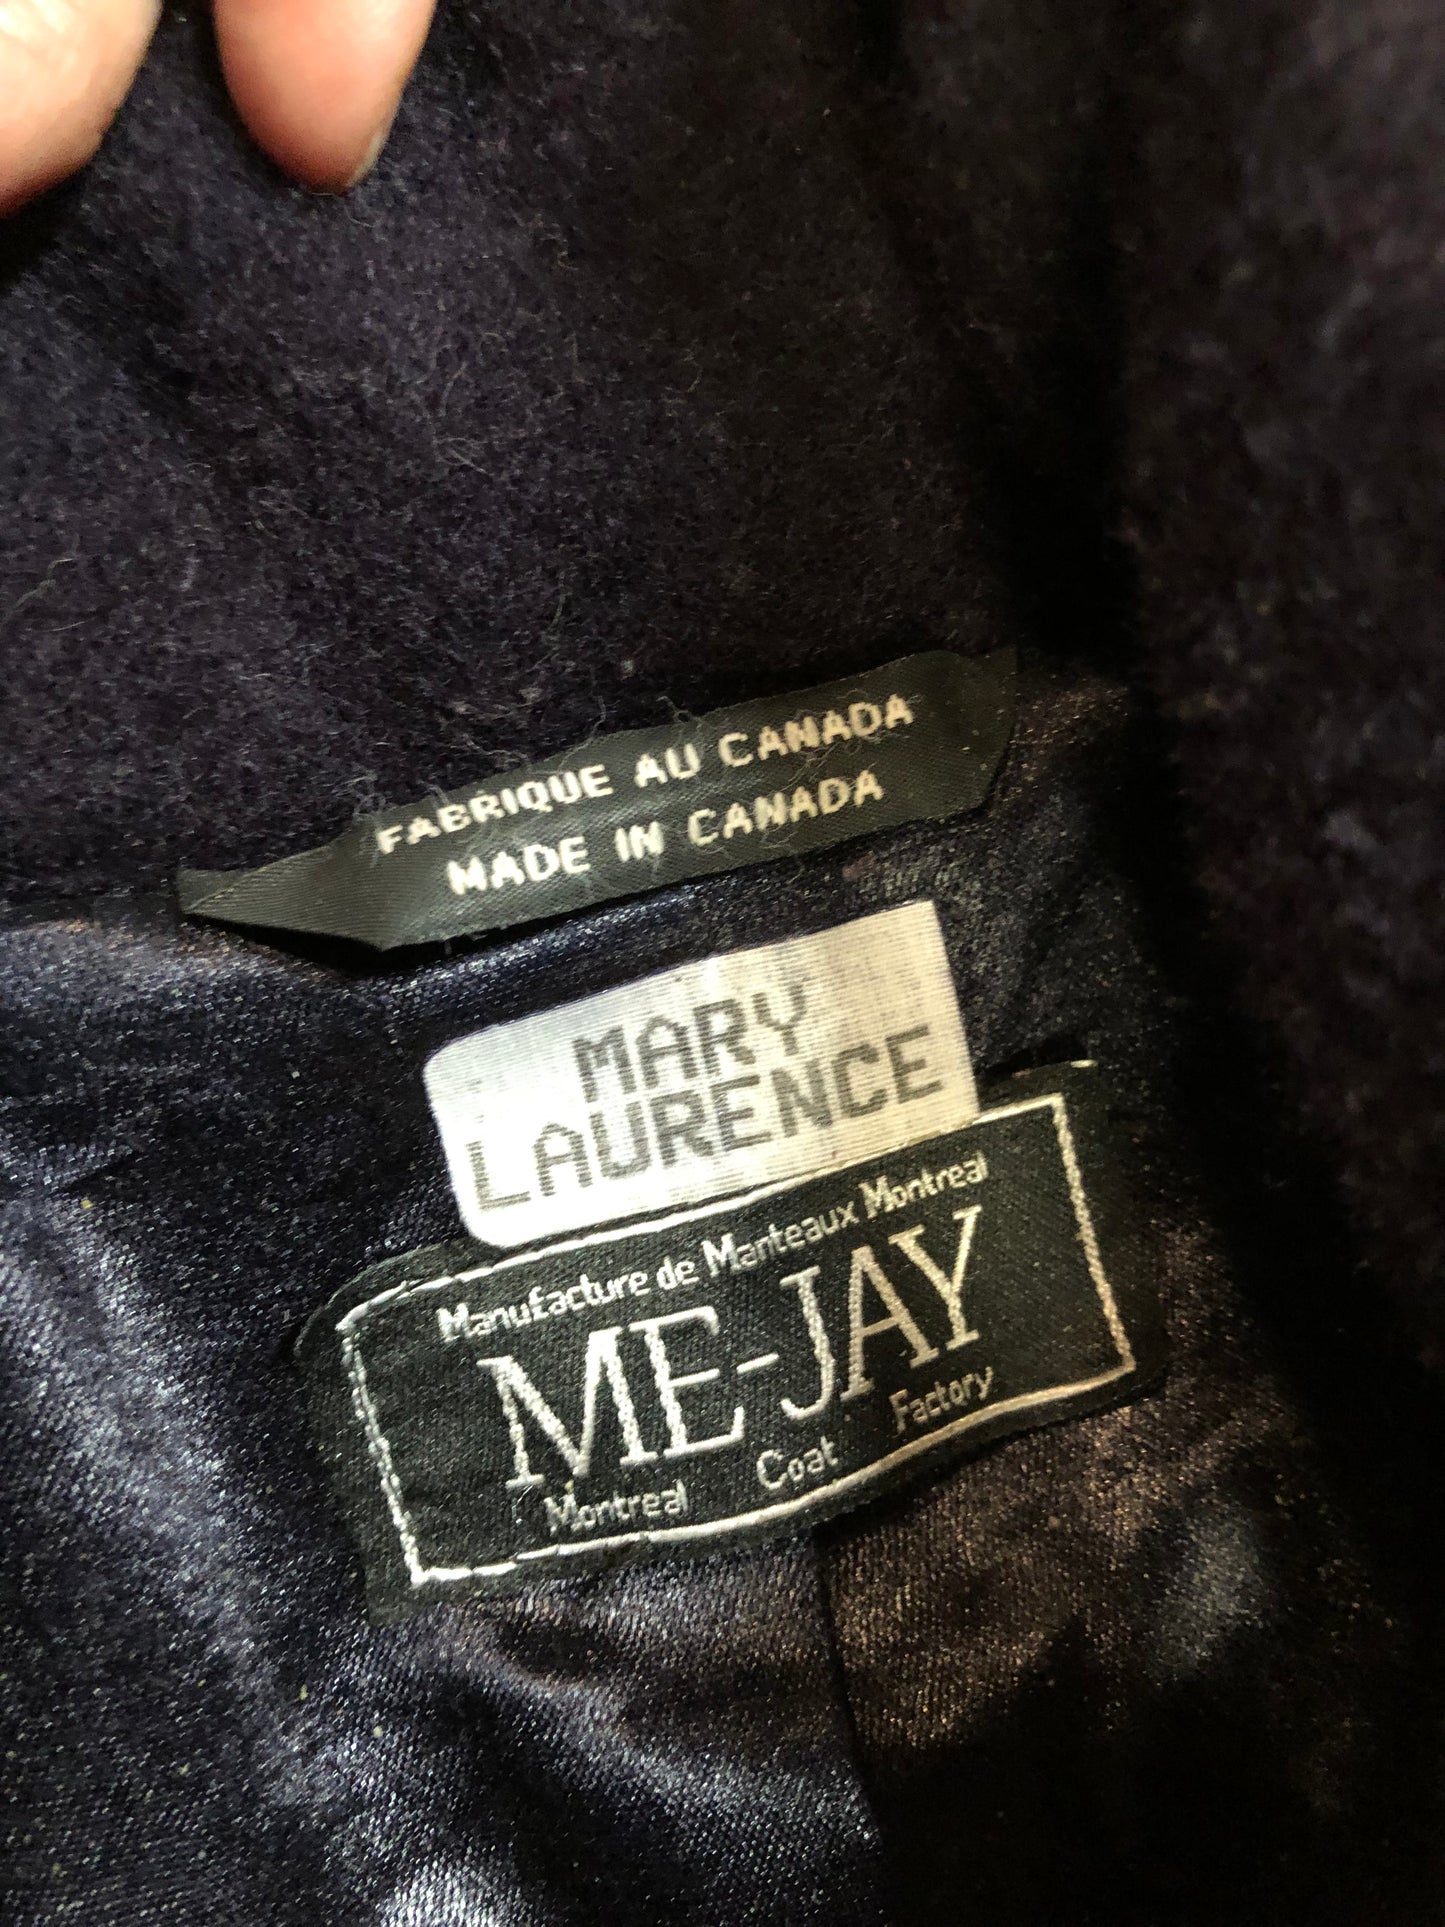 FABRIQUE AU CANADA
MADE IN CANADA
MARY
LAURENCE
Manufacture de Manteaux Montreal
ME-JAY
Montreal Coat Factory